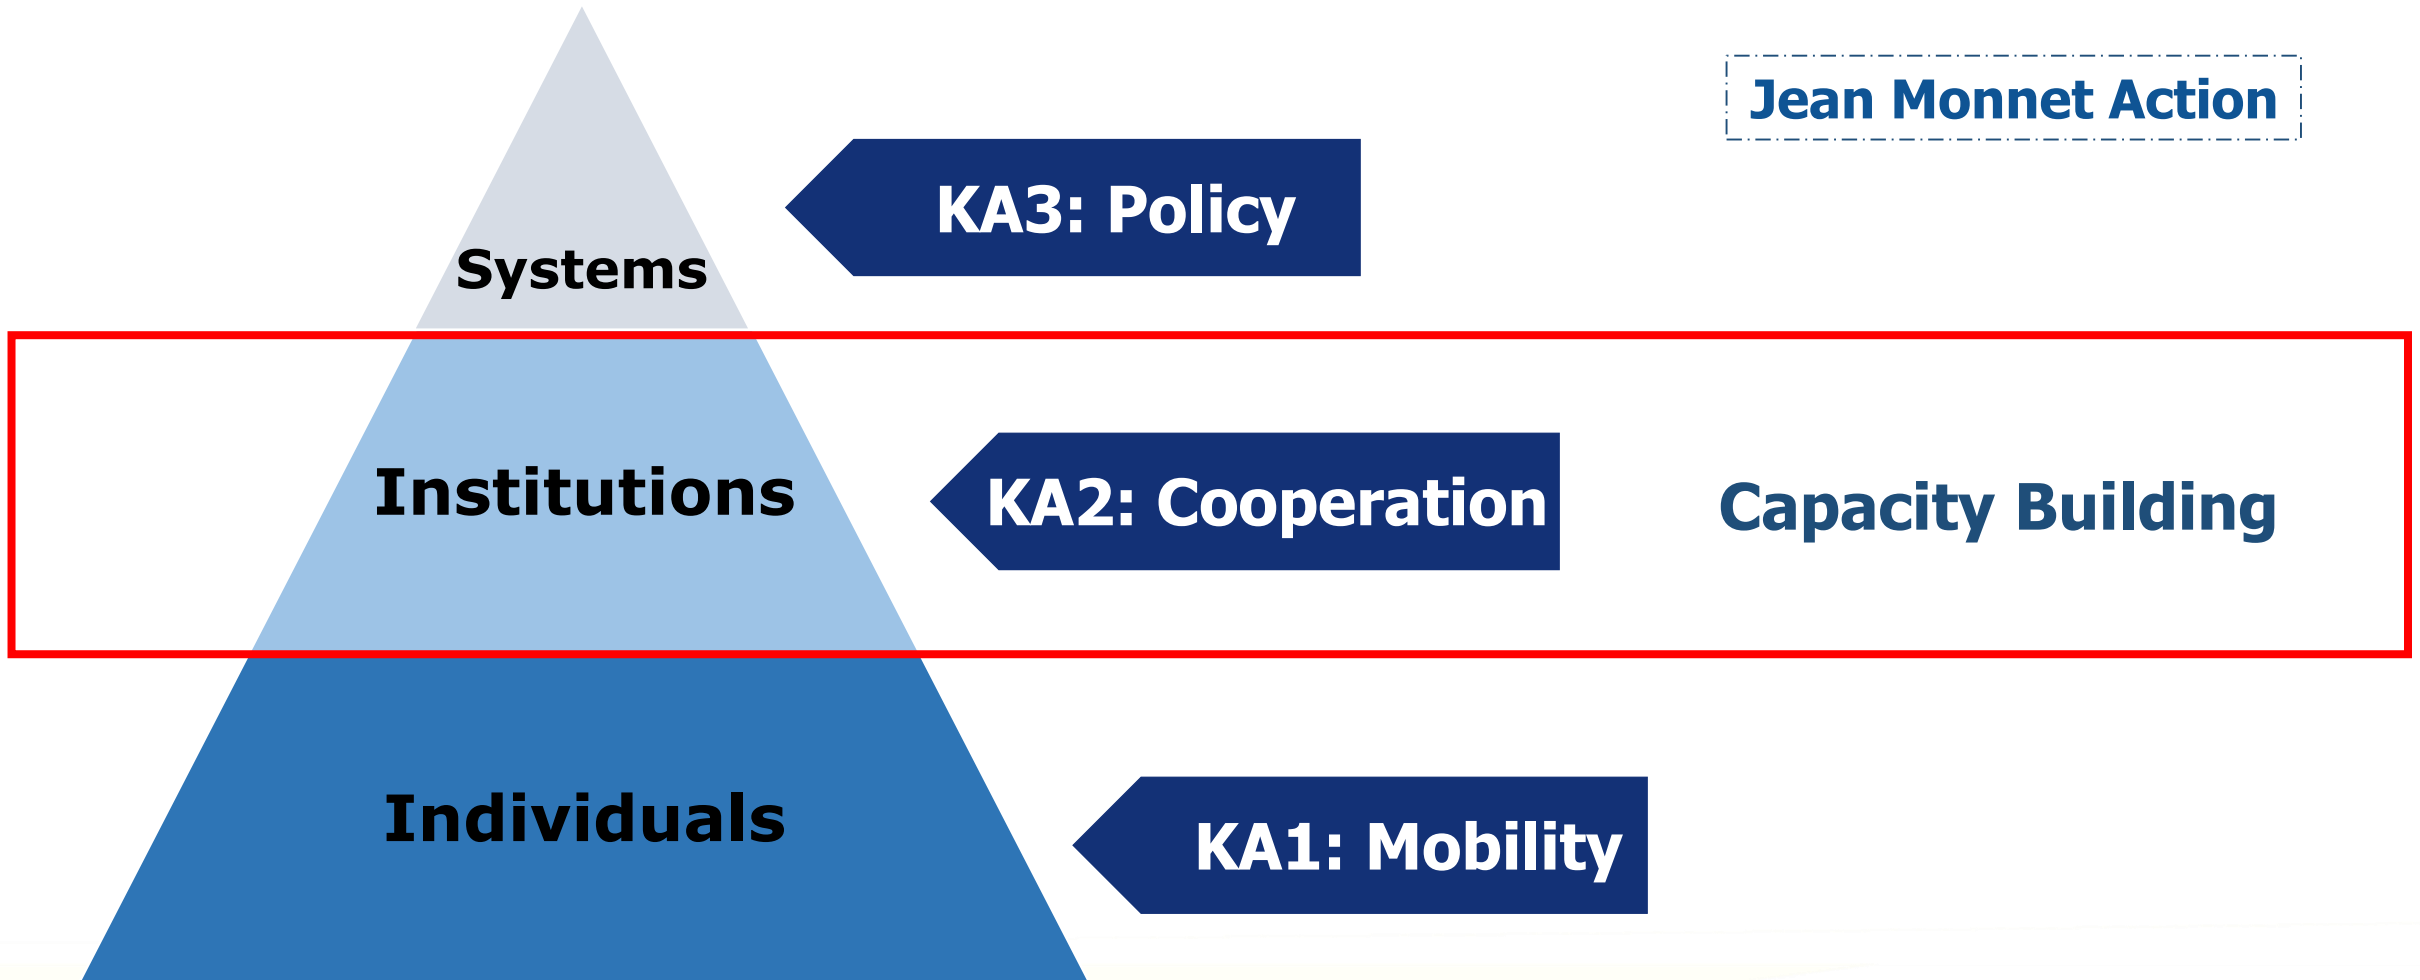 Jean Monnet Action
KA3: Policy
Systems
Institutions
KA2: Cooperation
Capacity Building
Individuals
KA1: Mobility